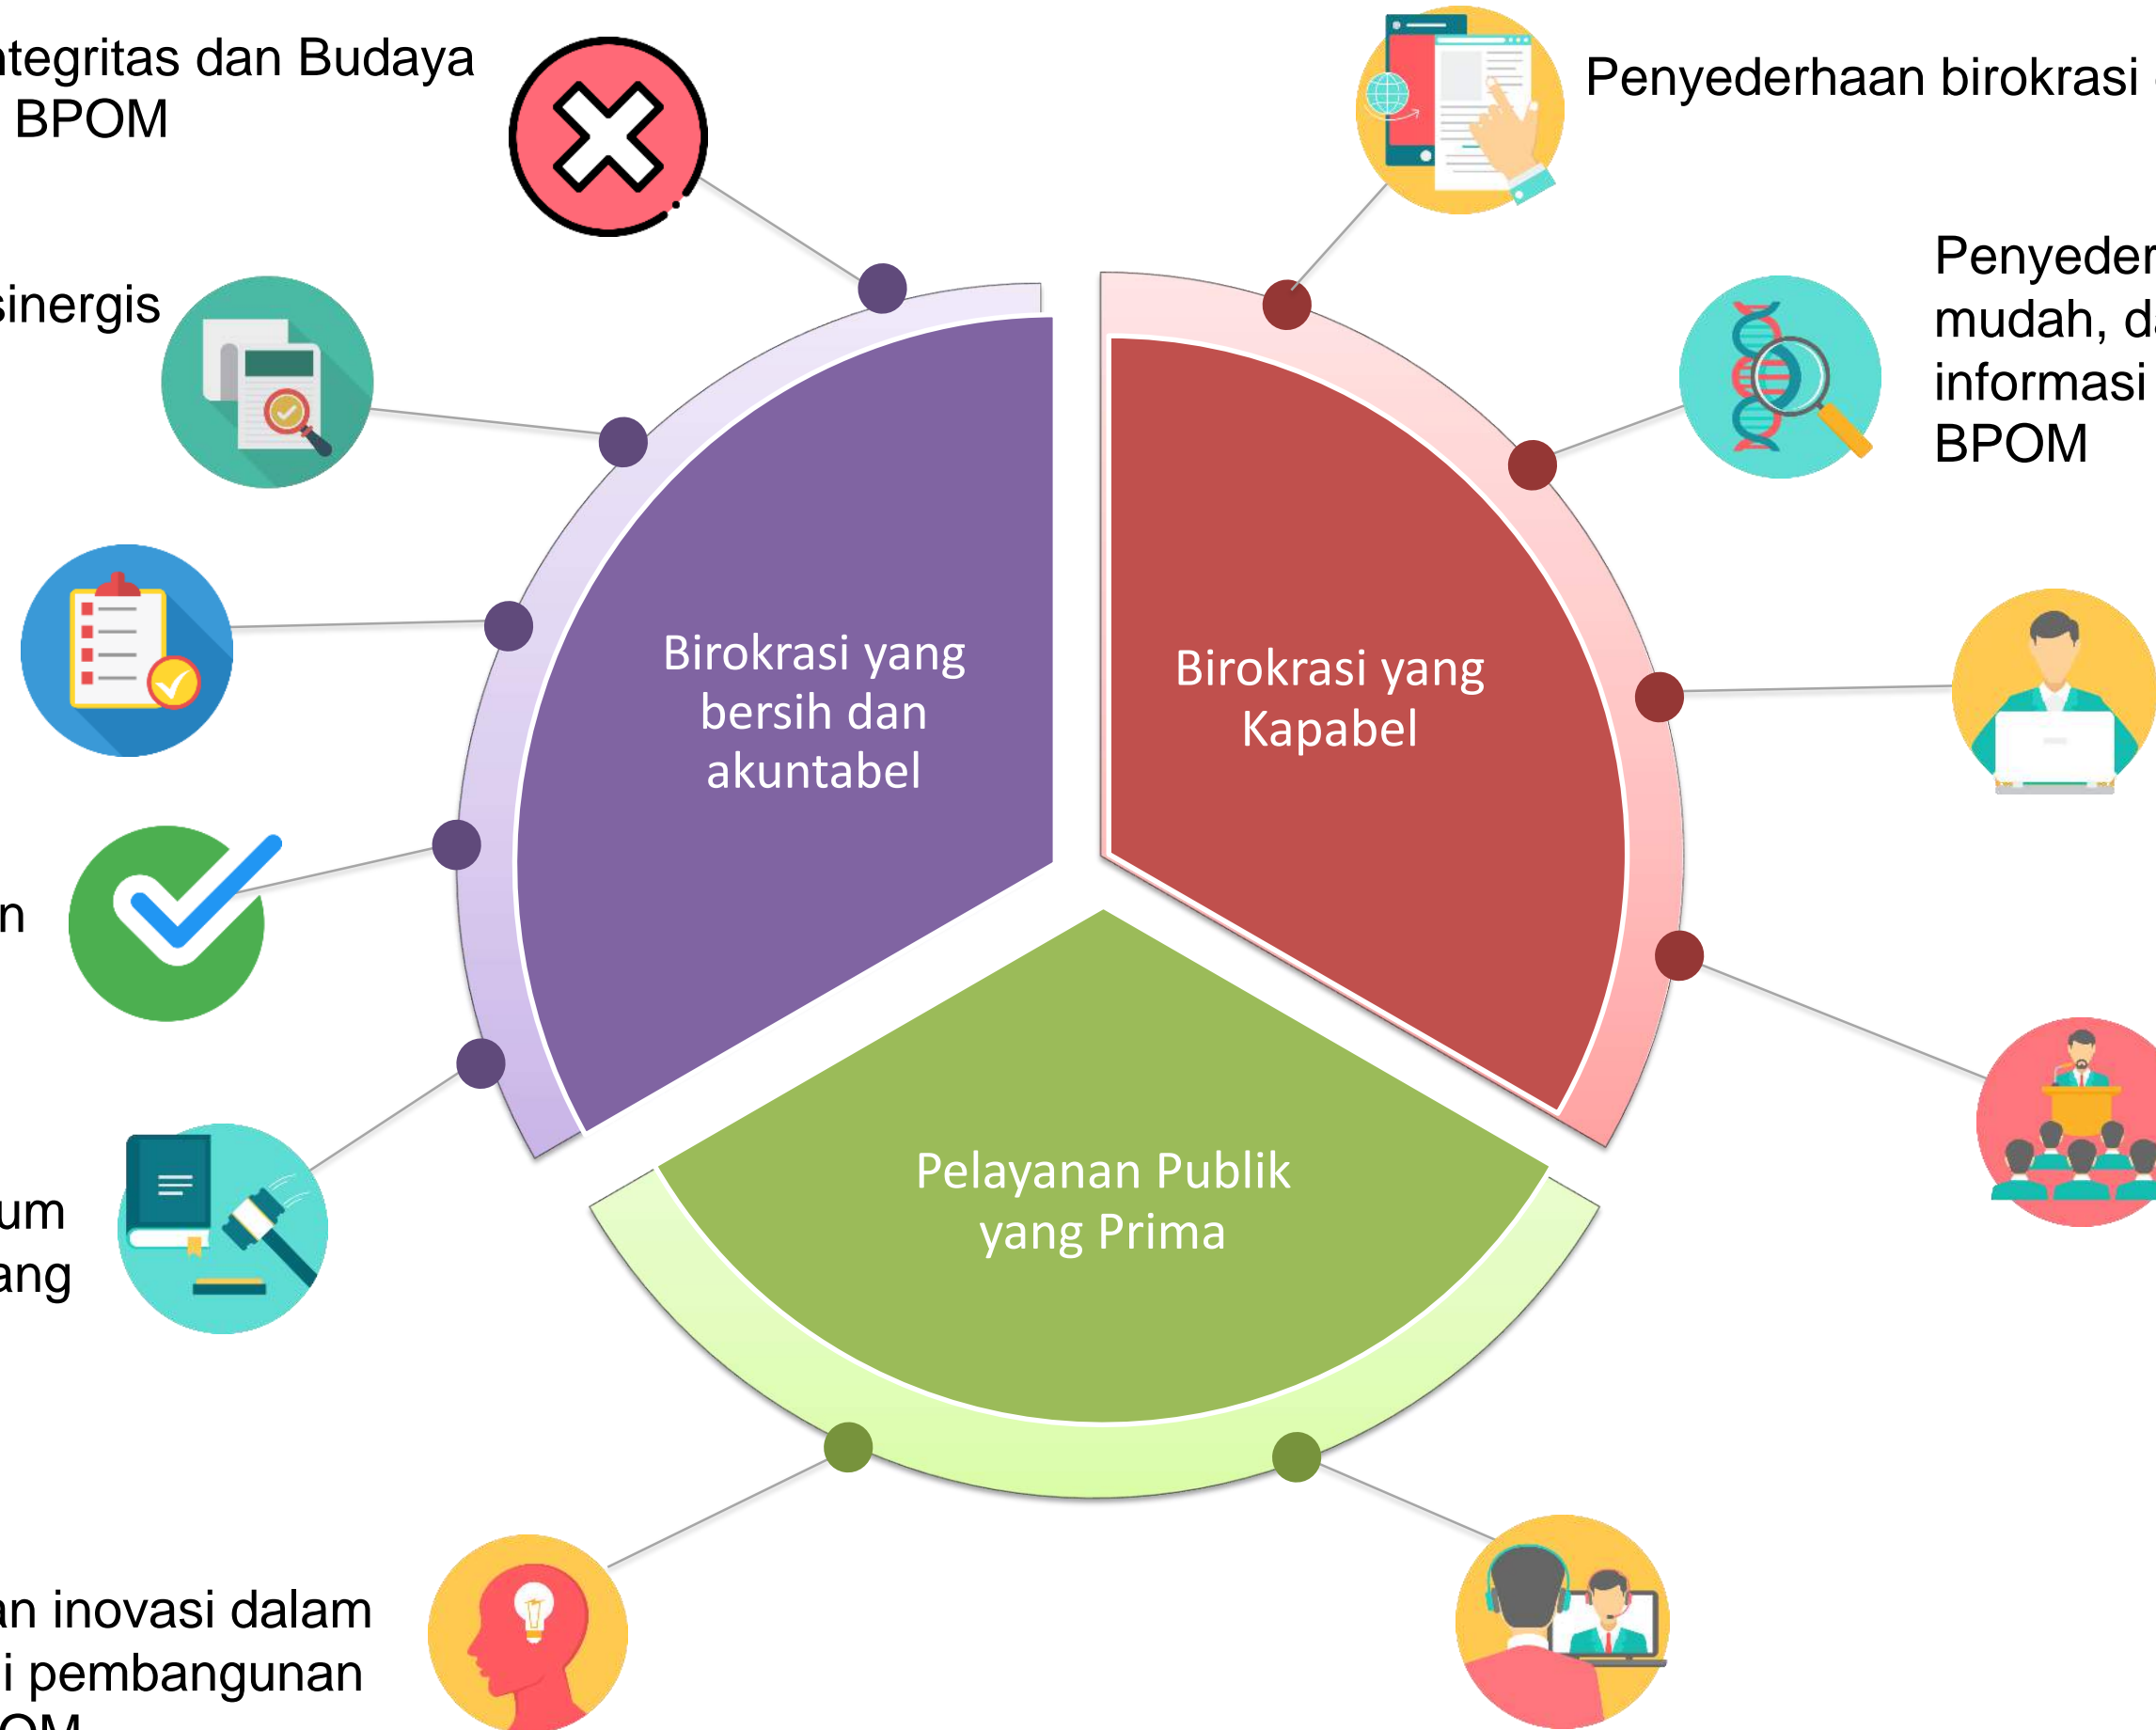 ntegritas dan Budaya
BPOM
sinergis
n
um
ang
an inovasi dalam
i pembangunan
Birokrasi yang
bersih dan
akuntabel
Birokrasi yang
Kapabel
Pelayanan Publik
yang Prima
Penyederhaan birokrasi
Penyeder
mudah, da
informasi
BPOM